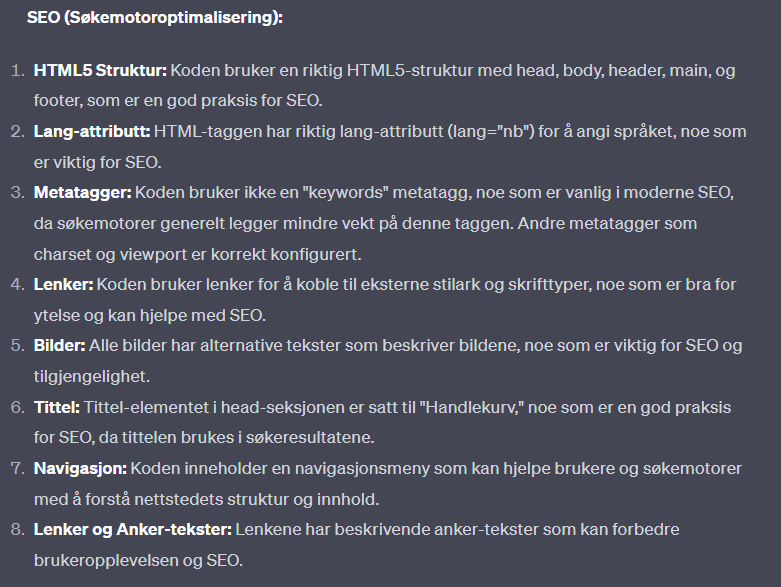 SEO (Søkemotoroptimalisering):
1. HTML5 Struktur: Koden bruker en riktig HTML5-struktur med head, body, header, main, og
footer, som er en god praksis for SEO.
2. Lang-attributt: HTML-taggen har riktig lang-attributt (lang="nb") for å angi språket, noe som
er viktig for SEO.
3. Metatagger: Koden bruker ikke en "keywords" metatagg, noe som er vanlig i moderne SEO,
da søkemotorer generelt legger mindre vekt på denne taggen. Andre metatagger som
charset og viewport er korrekt konfigurert.
4. Lenker: Koden bruker lenker for å koble til eksterne stilark og skrifttyper, noe som er bra for
ytelse og kan hjelpe med SEO.
5. Bilder: Alle bilder har alternative tekster som beskriver bildene, noe som er viktig for SEO og
tilgjengelighet.
6. Tittel: Tittel-elementet i head-seksjonen er satt til "Handlekurv," noe som er en god praksis
for SEO, da tittelen brukes i søkeresultatene.
7. Navigasjon: Koden inneholder en navigasjonsmeny som kan hjelpe brukere og søkemotorer
med å forstå nettstedets struktur og innhold.
8. Lenker og Anker-tekster: Lenkene har beskrivende anker-tekster som kan forbedre
brukeropplevelsen og SEO.